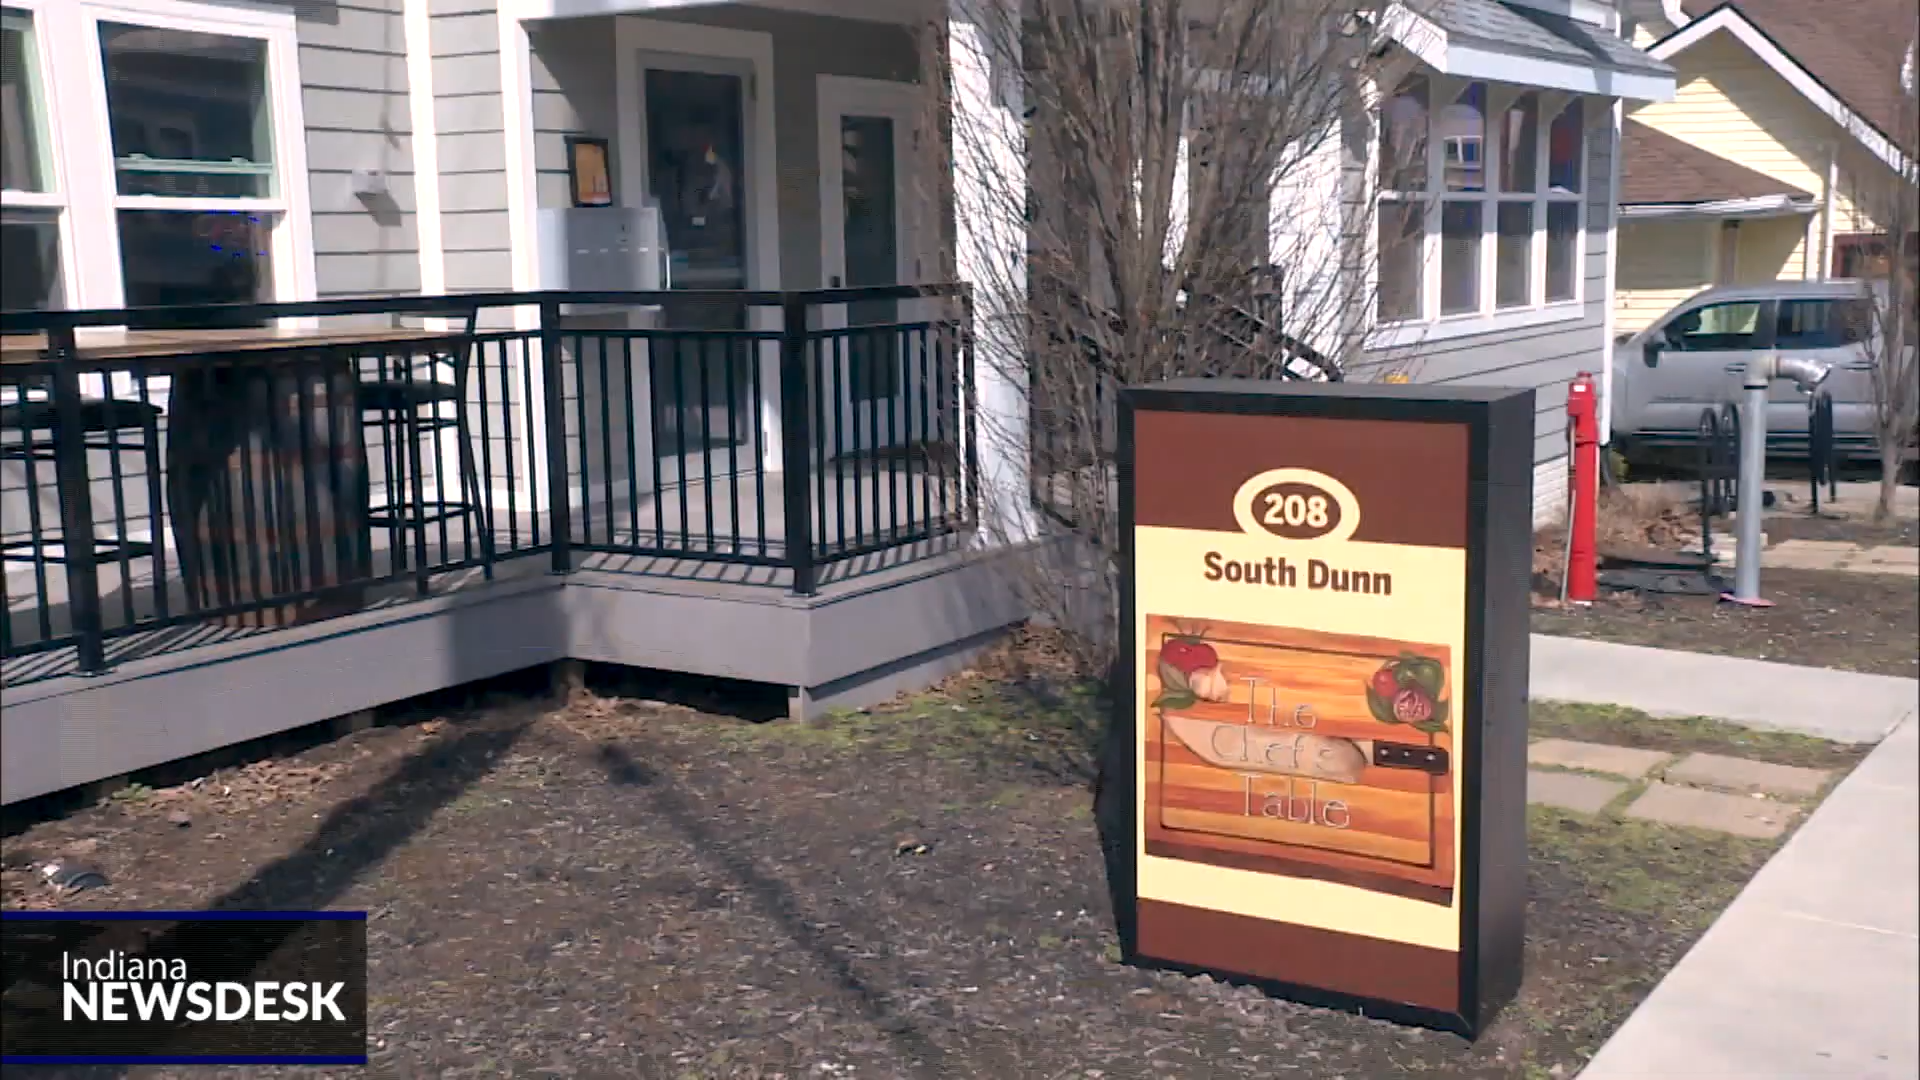 208
South Dunn
The
Chef's
Table
Indiana
NEWSDESK